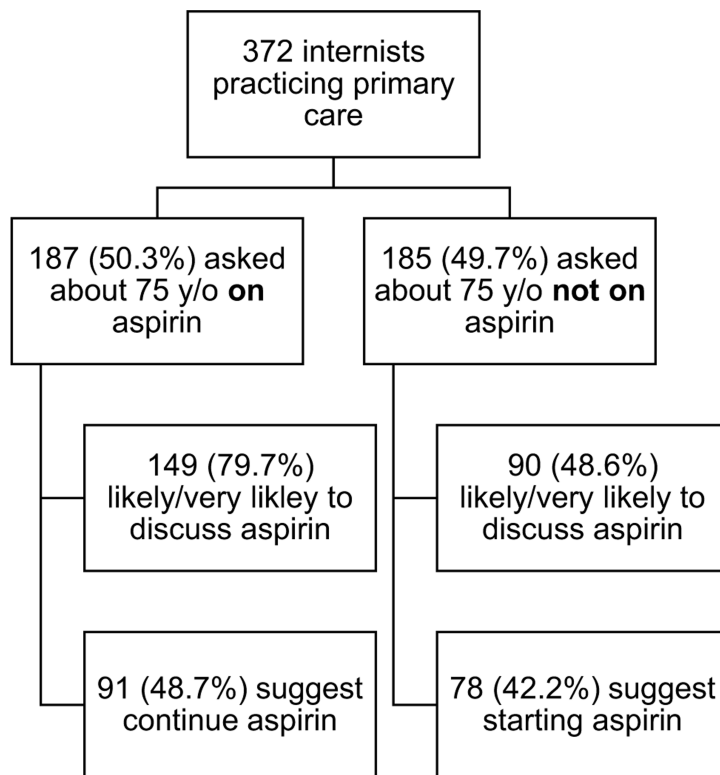 372 internists
practicing primary
care
187 (50.3%) asked
about 75 y/o on
aspirin
185 (49.7%) asked
about 75 y/o not on
aspirin
149 (79.7%)
likely/very likley to
discuss aspirin
90 (48.6%)
likely/very likely to
discuss aspirin
91 (48.7%) suggest
continue aspirin
78 (42.2%) suggest
starting aspirin